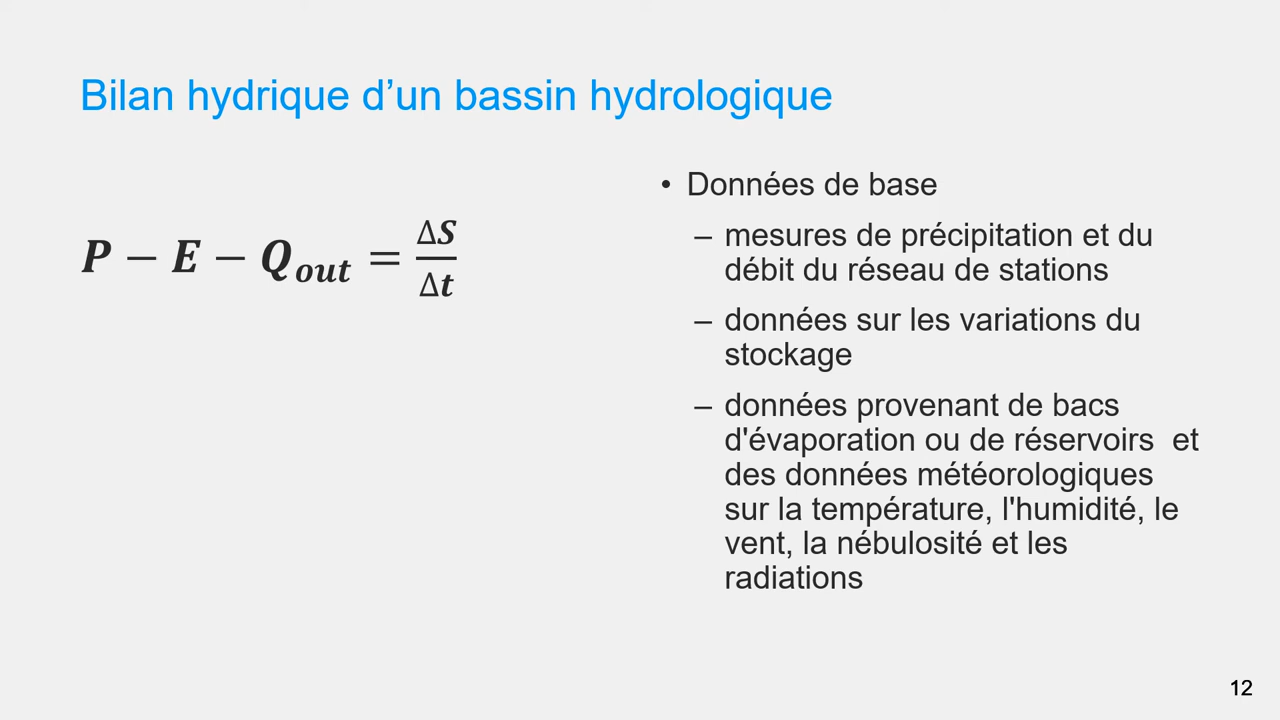 Bilan hydrique d’un bassin hydrologique
P − E − Q_out = ΔS/Δt
• Données de base
– mesures de précipitation et du
débit du réseau de stations
– données sur les variations du
stockage
– données provenant de bacs
d'évaporation ou de réservoirs  et
des données météorologiques
sur la température, l'humidité, le
vent, la nébulosité et les
radiations
12